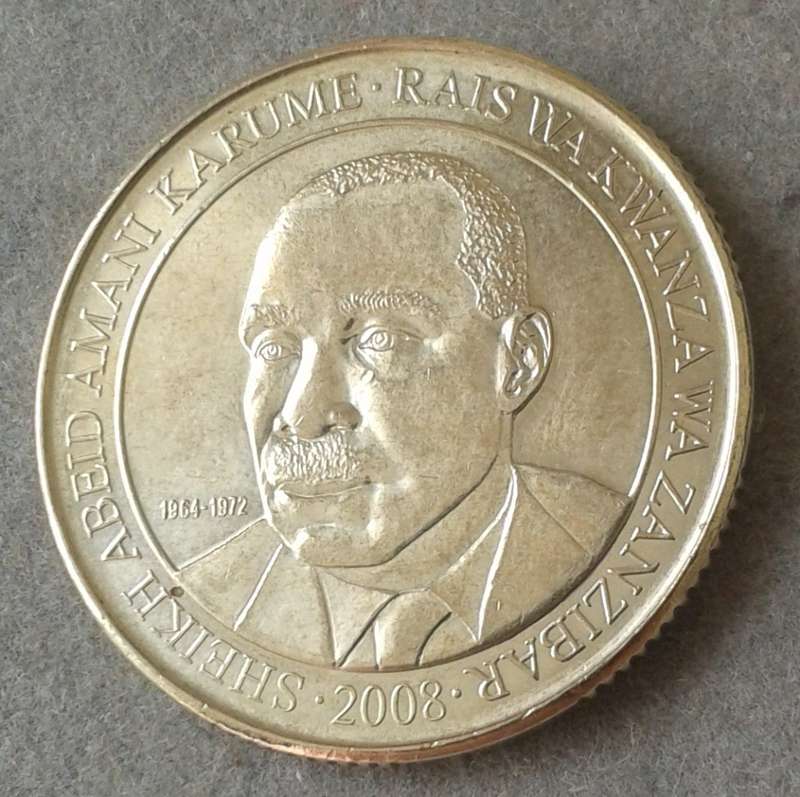 SHEIKH ABEID AMANI KARUME · RAIS WA KWANZA WA ZANZIBAR
· 2008 ·
1964-1972